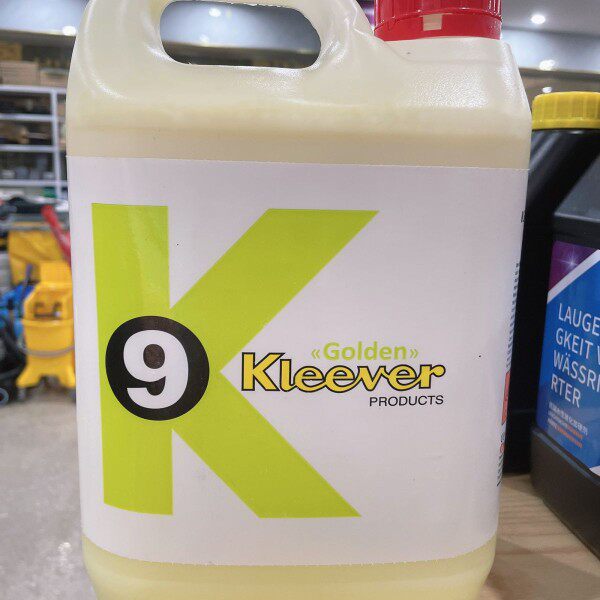 K
9
«Golden»
Kleever
PRODUCTS
LAUGE
GKEIT V
WÄSSRI
RTER